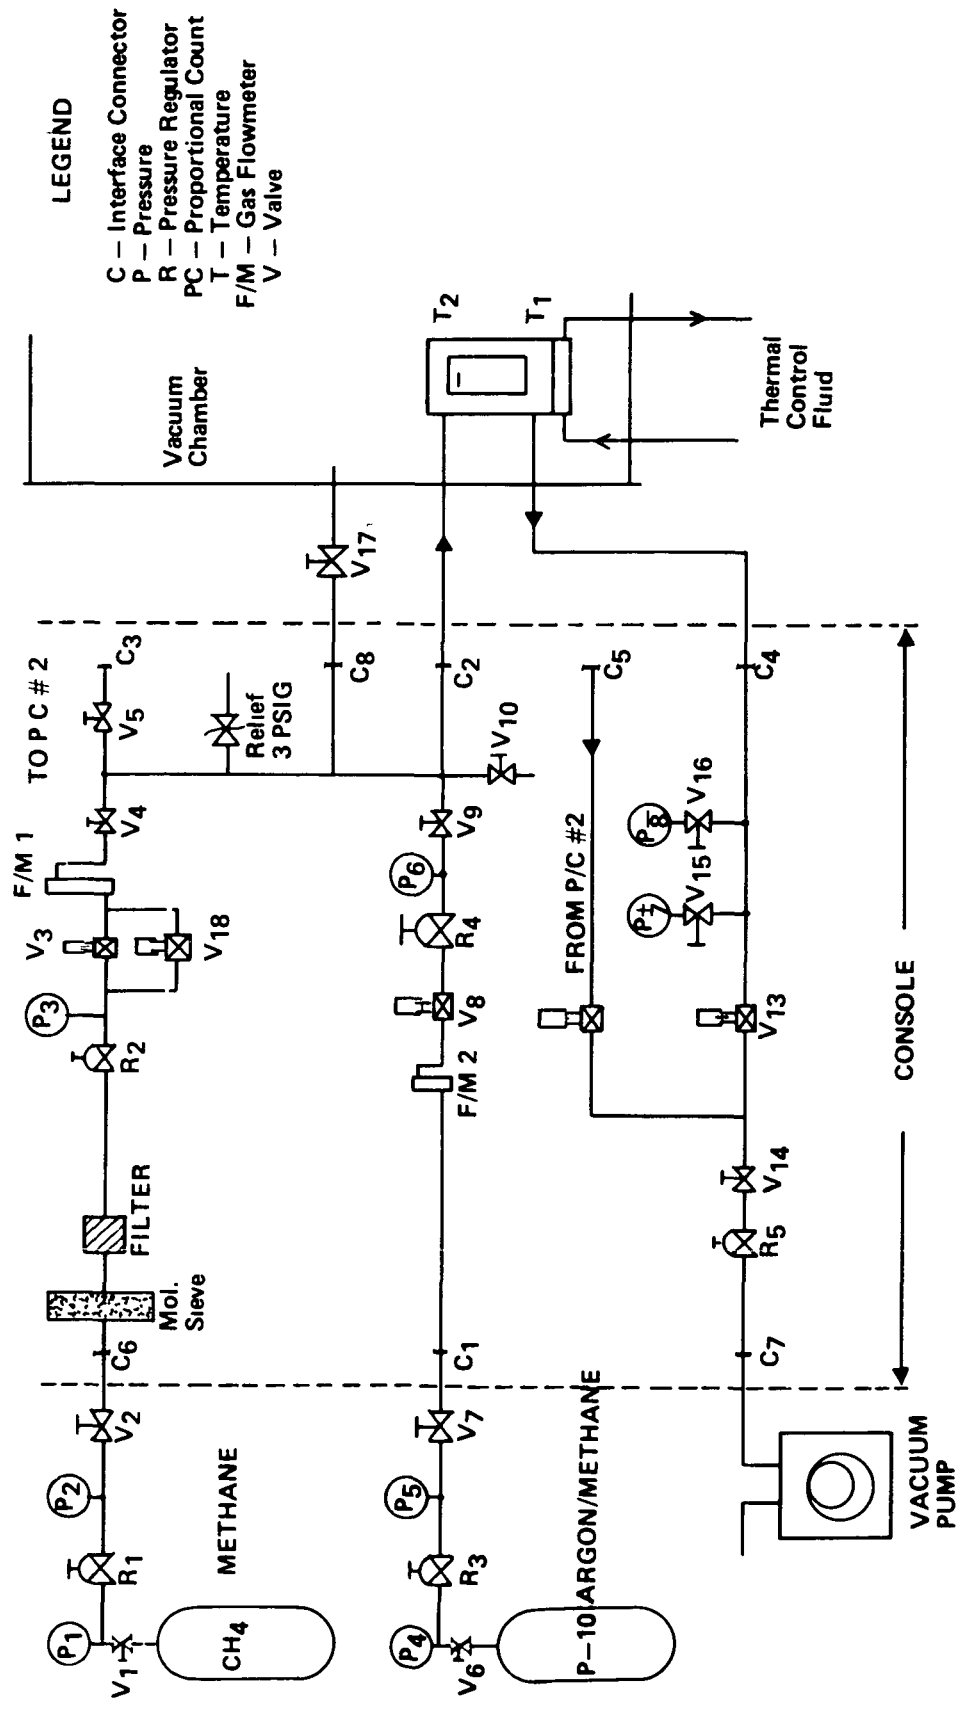 LEGEND
C – Interface Connector
P – Pressure
R – Pressure Regulator
PC – Proportional Count
T – Temperature
F/M – Gas Flowmeter
V – Valve
TO P C # 2
F/M 1
V3
P3
P2
P1
C3
V5
V4
V18
R2
FILTER
Mol.
Sieve
C6
V2
R1
V1
METHANE
CH4
Relief
3 PSIG
Vacuum
Chamber
V17
C8
T2
T1
C2
V10
V9
P6
R4
V8
F/M 2
C1
V7
P5
R3
P4
V6
P–10 ARGON/METHANE
FROM P/C #2
C5
C4
P
8
V16
P
7
V15
V13
V14
R5
C7
Thermal
Control
Fluid
CONSOLE
VACUUM
PUMP